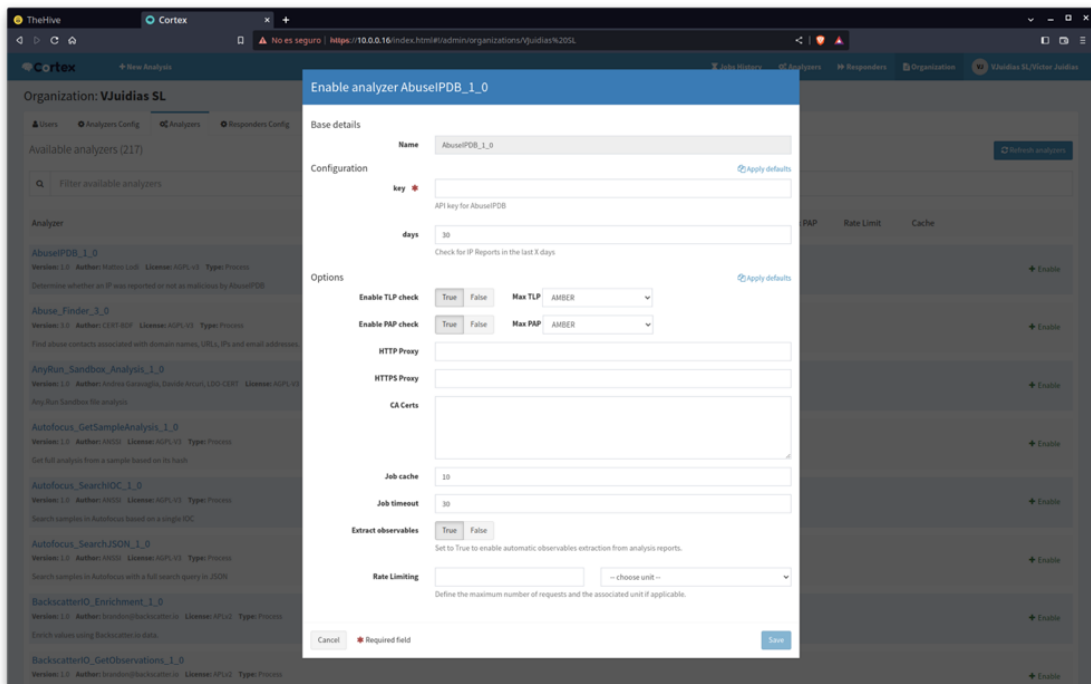 TheHive
Cortex
No es seguro | https://10.0.0.16/index.html#!/admin/organizations/VJuidias%20SL
Cortex + New Analysis Jobs History Analyzers Responders Organization VJ VJuidias SL/Víctor Juidias
Organization: VJuidias SL
Users Analyzers Config Analyzers Responders Config
Available analyzers (217) Refresh analyzers
Filter available analyzers
Analyzer PAP Rate Limit Cache
AbuseIPDB_1_0
Version: 1.0 Author: Matteo Lodi License: AGPL-v3 Type: Process
Determine whether an IP was reported or not as malicious by AbuseIPDB
+ Enable
Abuse_Finder_3_0
Version: 3.0 Author: CERT-BDF License: AGPL-V3 Type: Process
Find abuse contacts associated with domain names, URLs, IPs and email addresses.
+ Enable
AnyRun_Sandbox_Analysis_1_0
Version: 1.0 Author: Andrea Garavaglia, Davide Arcuri, LDO-CERT License: AGPL-V3
Any.Run Sandbox file analysis
+ Enable
Autofocus_GetSampleAnalysis_1_0
Version: 1.0 Author: ANSSI License: AGPL-V3 Type: Process
Get full analysis from a sample based on its hash
+ Enable
Autofocus_SearchIOC_1_0
Version: 1.0 Author: ANSSI License: AGPL-V3 Type: Process
Search samples in Autofocus based on a single IOC
+ Enable
Autofocus_SearchJSON_1_0
Version: 1.0 Author: ANSSI License: AGPL-V3 Type: Process
Search samples in Autofocus with a full search query in JSON
+ Enable
BackscatterIO_Enrichment_1_0
Version: 1.0 Author: brandon@backscatter.io License: APLv2 Type: Process
Enrich values using Backscatter.io data.
+ Enable
BackscatterIO_GetObservations_1_0
Version: 1.0 Author: brandon@backscatter.io License: APLv2 Type: Process
+ Enable
Enable analyzer AbuseIPDB_1_0
Base details
Name AbuseIPDB_1_0
Configuration Apply defaults
key *
API key for AbuseIPDB
days 30
Check for IP Reports in the last X days
Options Apply defaults
Enable TLP check True False Max TLP AMBER
Enable PAP check True False Max PAP AMBER
HTTP Proxy
HTTPS Proxy
CA Certs
Job cache 10
Job timeout 30
Extract observables True False
Set to True to enable automatic observables extraction from analysis reports.
Rate Limiting -- choose unit --
Define the maximum number of requests and the associated unit if applicable.
Cancel * Required field Save